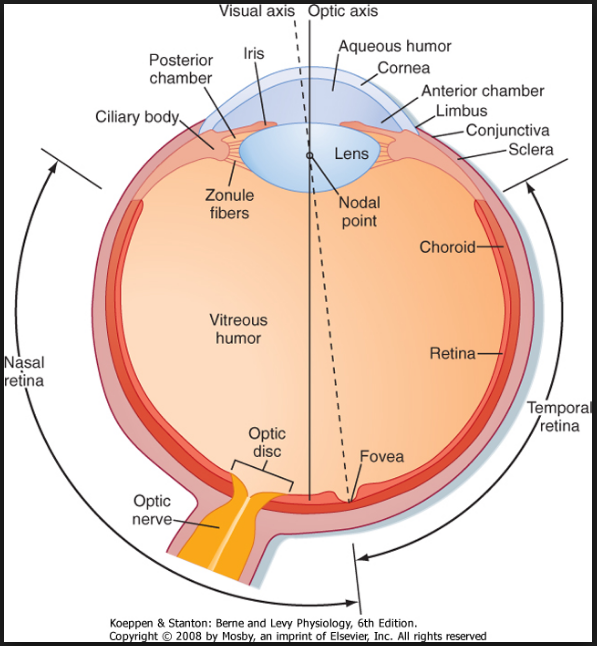 Visual axis
Optic axis
Posterior
chamber
Iris
Aqueous humor
Cornea
Anterior chamber
Limbus
Conjunctiva
Sclera
Ciliary body
Lens
Zonule
fibers
Nodal
point
Choroid
Vitreous
humor
Retina
Nasal
retina
Temporal
retina
Optic
disc
Fovea
Optic
nerve
Koeppen & Stanton: Berne and Levy Physiology, 6th Edition.
Copyright © 2008 by Mosby, an imprint of Elsevier, Inc. All rights reserved